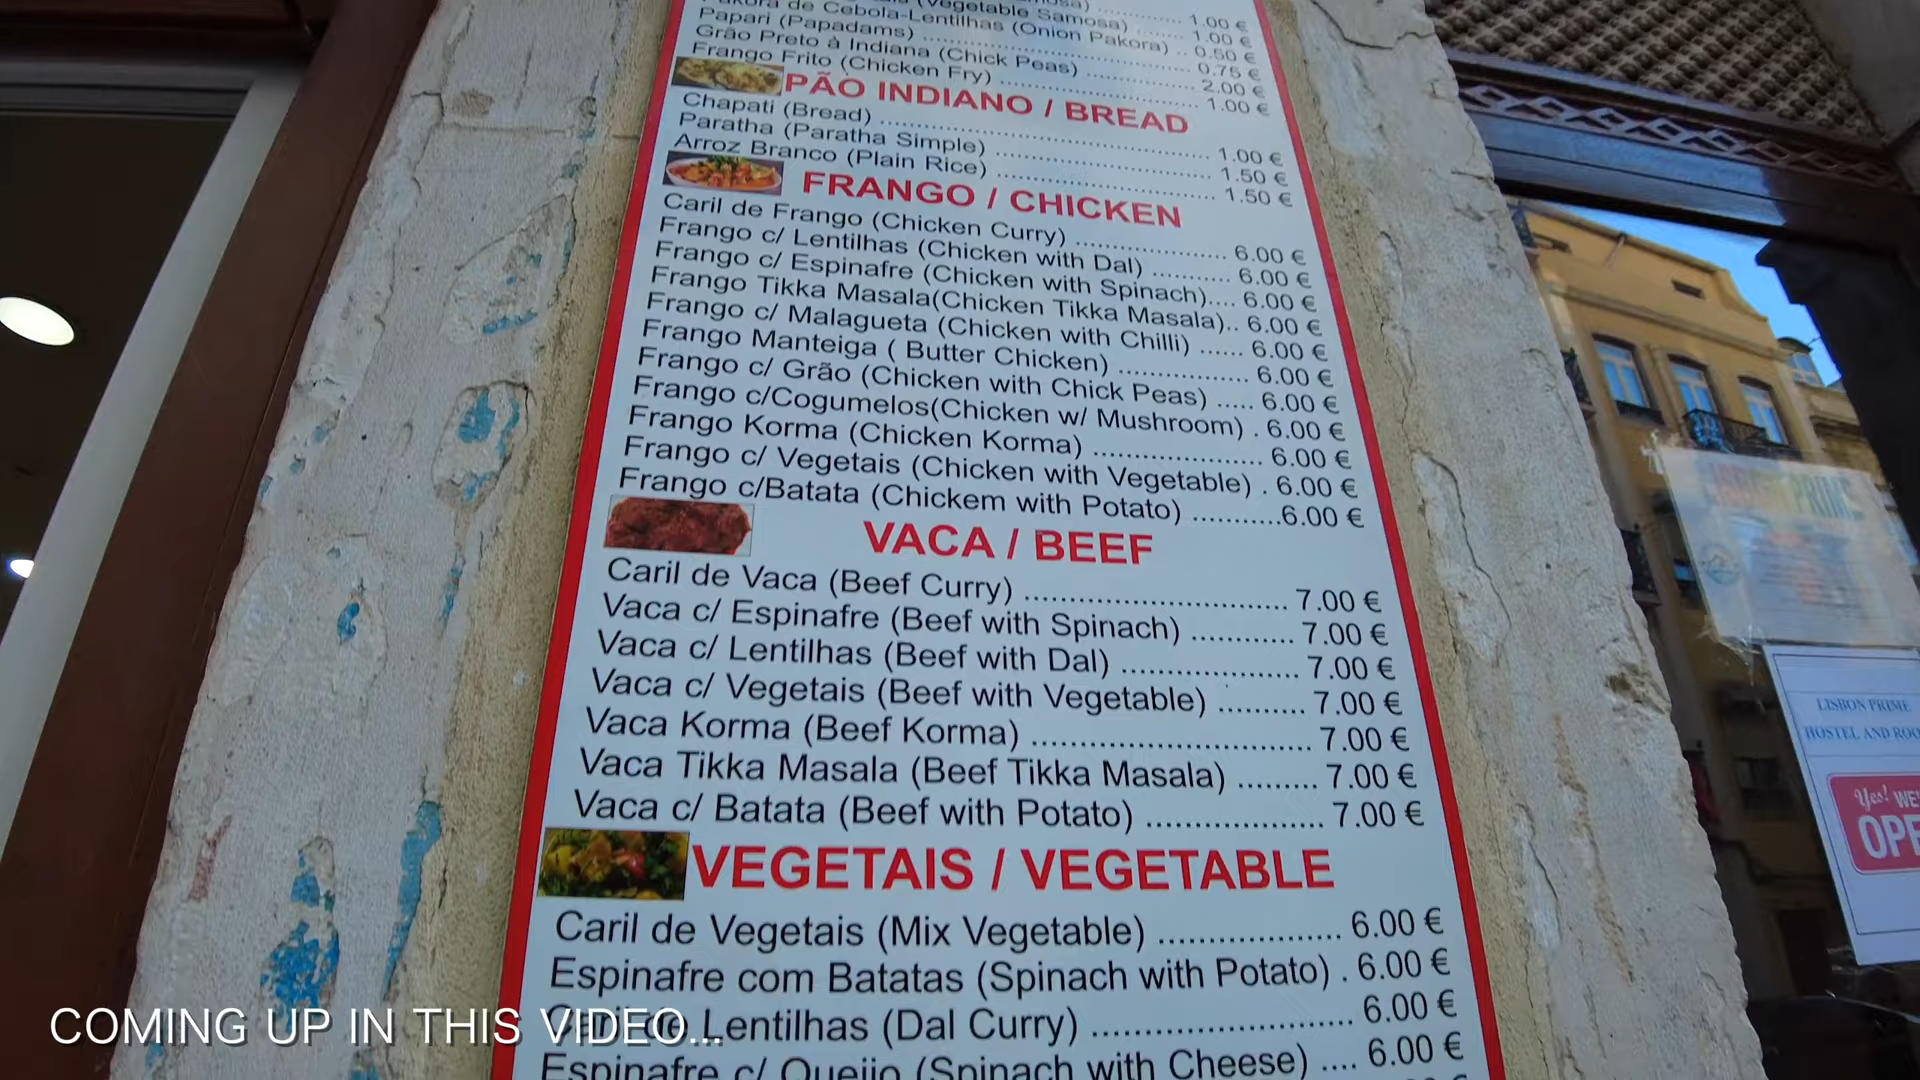 (Vegetable Samosa) ........... 1.00 €
Pakora de Cebola-Lentilhas (Onion Pakora) .. 1.00 €
Papari (Papadams) ........ 0.50 €
Grão Preto à Indiana (Chick Peas) ........ 0.75 €
Frango Frito (Chicken Fry) ........ 2.00 €
1.00 €
PÃO INDIANO / BREAD
Chapati (Bread) ........ 1.00 €
Paratha (Paratha Simple) ........ 1.50 €
Arroz Branco (Plain Rice) ........ 1.50 €
FRANGO / CHICKEN
Caril de Frango (Chicken Curry) ........ 6.00 €
Frango c/ Lentilhas (Chicken with Dal) ........ 6.00 €
Frango c/ Espinafre (Chicken with Spinach).... 6.00 €
Frango Tikka Masala(Chicken Tikka Masala).. 6.00 €
Frango c/ Malagueta (Chicken with Chilli) ...... 6.00 €
Frango Manteiga ( Butter Chicken) ........ 6.00 €
Frango c/ Grão (Chicken with Chick Peas) ..... 6.00 €
Frango c/Cogumelos(Chicken w/ Mushroom) . 6.00 €
Frango Korma (Chicken Korma) ........ 6.00 €
Frango c/ Vegetais (Chicken with Vegetable) . 6.00 €
Frango c/Batata (Chickem with Potato) ...........6.00 €
VACA / BEEF
Caril de Vaca (Beef Curry) ........ 7.00 €
Vaca c/ Espinafre (Beef with Spinach) ............ 7.00 €
Vaca c/ Lentilhas (Beef with Dal) ........ 7.00 €
Vaca c/ Vegetais (Beef with Vegetable) .......... 7.00 €
Vaca Korma (Beef Korma) ........ 7.00 €
Vaca Tikka Masala (Beef Tikka Masala) ......... 7.00 €
Vaca c/ Batata (Beef with Potato) ........ 7.00 €
VEGETAIS / VEGETABLE
Caril de Vegetais (Mix Vegetable) ........ 6.00 €
Espinafre com Batatas (Spinach with Potato) . 6.00 €
Caril de Lentilhas (Dal Curry) ........ 6.00 €
Espinafre c/ Queijo (Spinach with Cheese) .... 6.00 €
COMING UP IN THIS VIDEO...
PRIME
LISBON PRIME
HOSTEL AND ROO
Yes! WE'
OPE